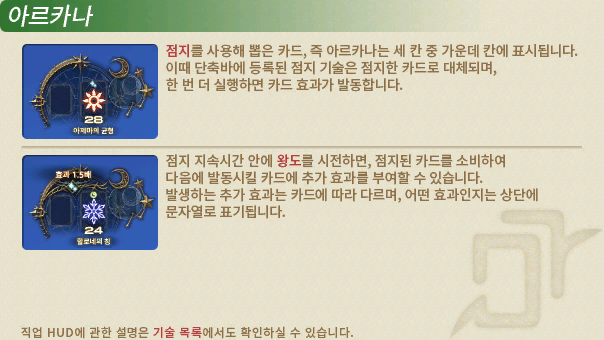 아르카나
점지를 사용해 뽑은 카드, 즉 아르카나는 세 칸 중 가운데 칸에 표시됩니다.
이때 단축바에 등록된 점지 기술은 점지한 카드로 대체되며,
한 번 더 실행하면 카드 효과가 발동합니다.
28
아제마의 균형
점지 지속시간 안에 왕도를 시전하면, 점지된 카드를 소비하여
다음에 발동시킬 카드에 추가 효과를 부여할 수 있습니다.
발생하는 추가 효과는 카드에 따라 다르며, 어떤 효과인지는 상단에
문자열로 표기됩니다.
효과 1.5배
24
할로네의 창
직업 HUD에 관한 설명은 기술 목록에서도 확인하실 수 있습니다.